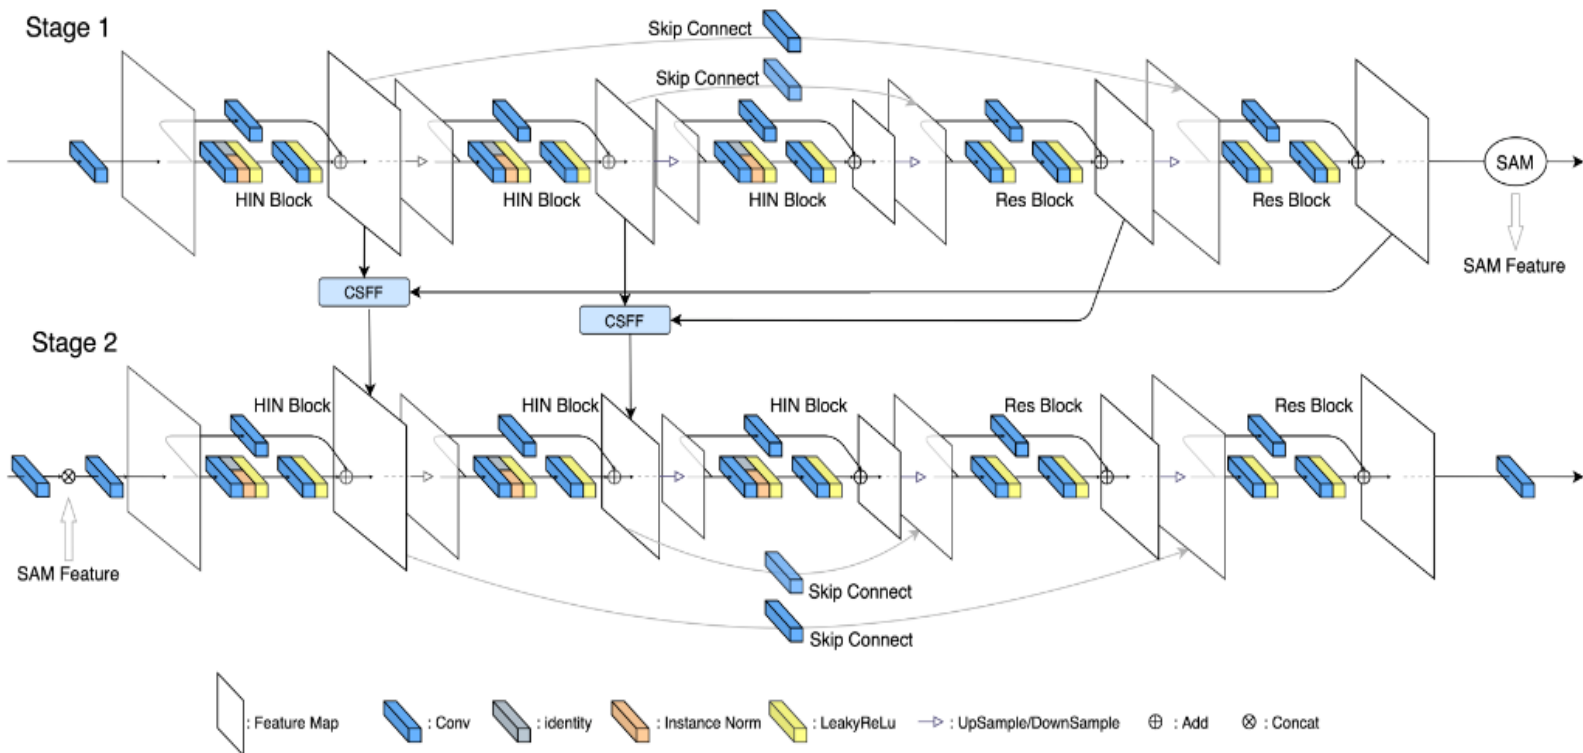 Stage 1
Skip Connect
Skip Connect
HIN Block
HIN Block
HIN Block
Res Block
Res Block
SAM
SAM Feature
CSFF
CSFF
Stage 2
HIN Block
HIN Block
HIN Block
Res Block
Res Block
SAM Feature
Skip Connect
Skip Connect
: Feature Map : Conv : identity : Instance Norm : LeakyReLu : UpSample/DownSample : Add : Concat